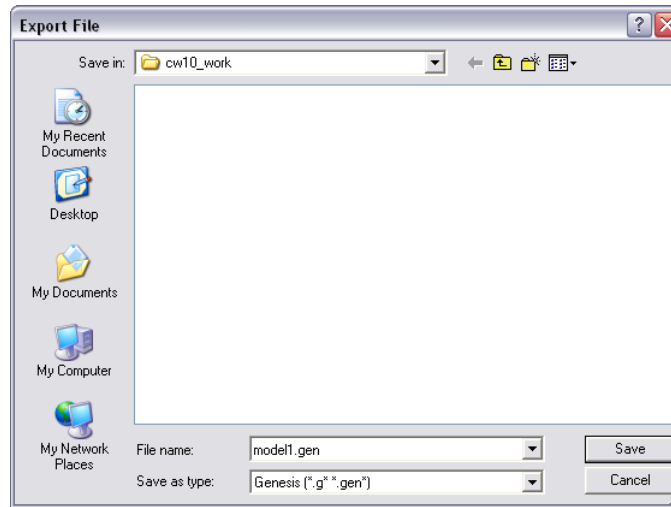 Export File
Save in:
cw10_work
My Recent
Documents
Desktop
My Documents
My Computer
My Network
Places
File name:
model1.gen
Save
Save as type:
Genesis (*.g* *.gen*)
Cancel